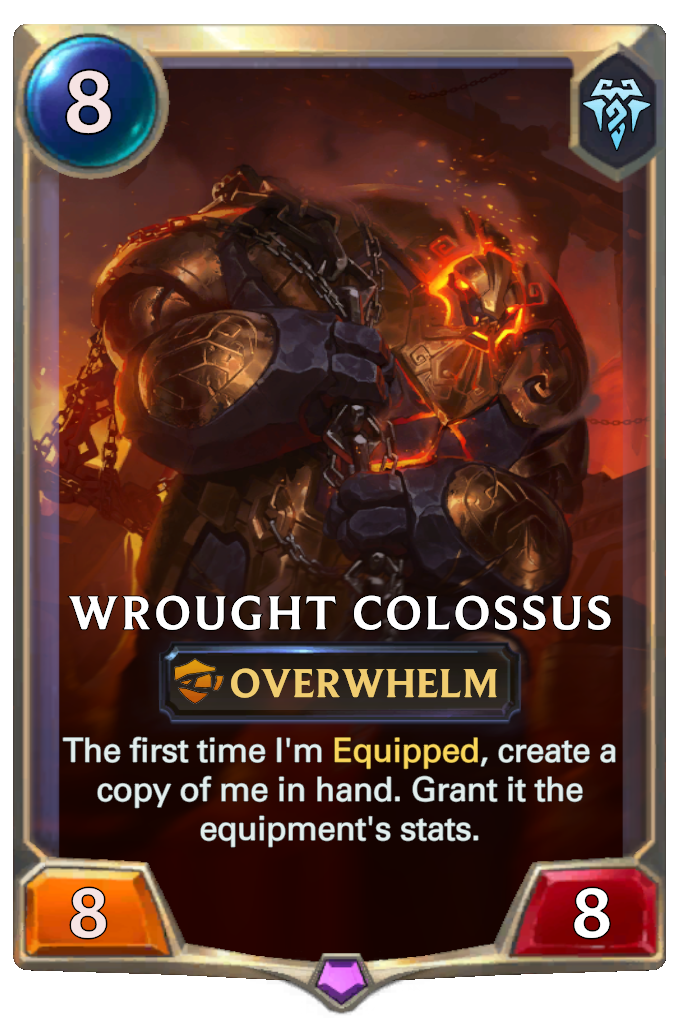 8
WROUGHT COLOSSUS
OVERWHELM
The first time I'm Equipped, create a
copy of me in hand. Grant it the
equipment's stats.
8
8